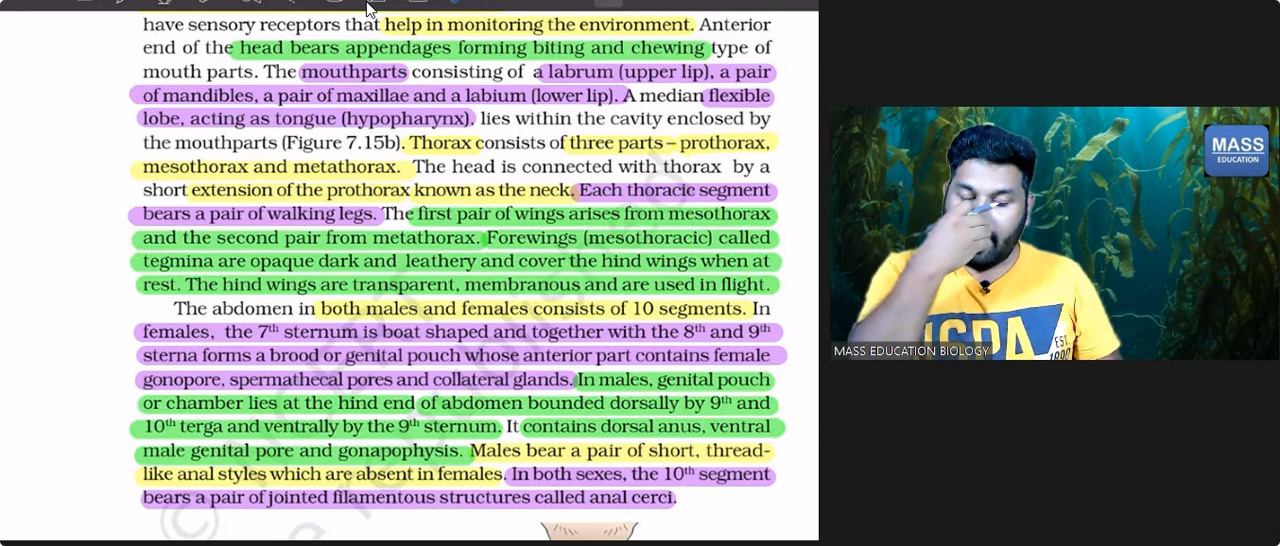 have sensory receptors that help in monitoring the environment. Anterior
end of the head bears appendages forming biting and chewing type of
mouth parts. The mouthparts consisting of a labrum (upper lip), a pair
of mandibles, a pair of maxillae and a labium (lower lip). A median flexible
lobe, acting as tongue (hypopharynx), lies within the cavity enclosed by
the mouthparts (Figure 7.15b). Thorax consists of three parts – prothorax,
mesothorax and metathorax. The head is connected with thorax by a
short extension of the prothorax known as the neck. Each thoracic segment
bears a pair of walking legs. The first pair of wings arises from mesothorax
and the second pair from metathorax. Forewings (mesothoracic) called
tegmina are opaque dark and leathery and cover the hind wings when at
rest. The hind wings are transparent, membranous and are used in flight.
The abdomen in both males and females consists of 10 segments. In
females, the 7th sternum is boat shaped and together with the 8th and 9th
sterna forms a brood or genital pouch whose anterior part contains female
gonopore, spermathecal pores and collateral glands. In males, genital pouch
or chamber lies at the hind end of abdomen bounded dorsally by 9th and
10th terga and ventrally by the 9th sternum. It contains dorsal anus, ventral
male genital pore and gonapophysis. Males bear a pair of short, thread-
like anal styles which are absent in females. In both sexes, the 10th segment
bears a pair of jointed filamentous structures called anal cerci.
MASS
EDUCATION
EST.
MASS EDUCATION BIOLOGY